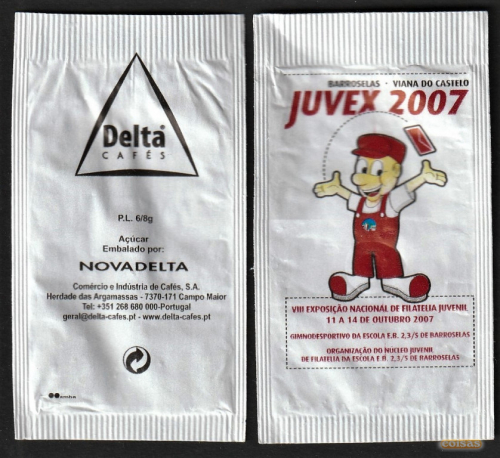 Delta
CAFÉS
P.L. 6/8g
Açúcar
Embalado por:
NOVADELTA
Comércio e Indústria de Cafés, S.A.
Herdade das Argamassas - 7370-171 Campo Maior
Tel: +351 268 680 000-Portugal
geral@delta-cafes.pt - www.delta-cafes.pt
BARROSELAS - VIANA DO CASTELO
JUVEX 2007
VIII EXPOSIÇÃO NACIONAL DE FILATELIA JUVENIL
11 A 14 DE OUTUBRO 2007
GIMNODESPORTIVO DA ESCOLA E.B. 2,3/S DE BARROSELAS
ORGANIZAÇÃO DO NÚCLEO JUVENIL
DE FILATELIA DA ESCOLA E.B. 2,3/S DE BARROSELAS
coisas